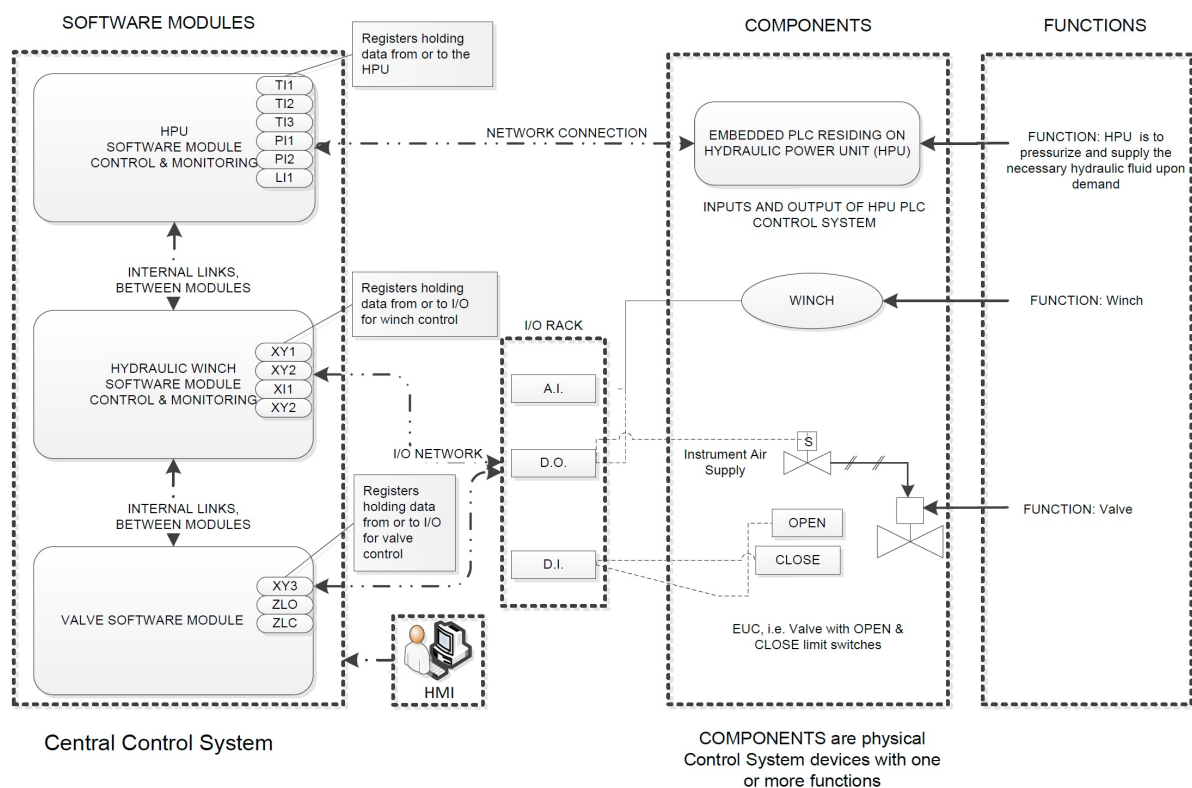 SOFTWARE MODULES
COMPONENTS
FUNCTIONS
Registers holding
data from or to the
HPU
TI1
TI2
TI3
PI1
PI2
LI1
HPU
SOFTWARE MODULE
CONTROL & MONITORING
NETWORK CONNECTION
EMBEDDED PLC RESIDING ON
HYDRAULIC POWER UNIT (HPU)
FUNCTION: HPU is to
pressurize and supply the
necessary hydraulic fluid upon
demand
INPUTS AND OUTPUT OF HPU PLC
CONTROL SYSTEM
INTERNAL LINKS,
BETWEEN MODULES
Registers holding
data from or to I/O
for winch control
WINCH
FUNCTION: Winch
I/O RACK
XY1
XY2
XI1
XY2
HYDRAULIC WINCH
SOFTWARE MODULE
CONTROL & MONITORING
A.I.
I/O NETWORK
D.O.
Instrument Air
Supply
S
INTERNAL LINKS,
BETWEEN MODULES
Registers
holding data
from or to I/O
for valve
control
OPEN
CLOSE
FUNCTION: Valve
D.I.
XY3
ZLO
ZLC
VALVE SOFTWARE MODULE
EUC, i.e. Valve with OPEN &
CLOSE limit switches
HMI
Central Control System
COMPONENTS are physical
Control System devices with one
or more functions